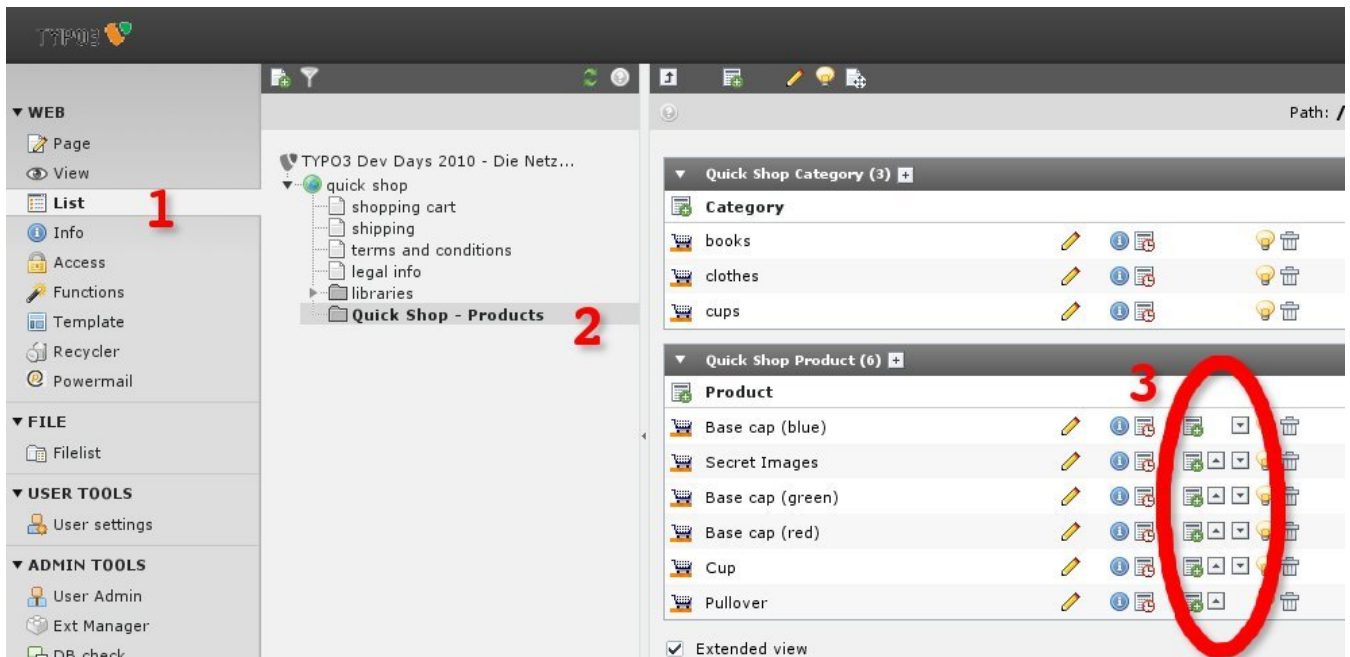 TYPO3
Path: /
WEB
Page
View
List
1
Info
Access
Functions
Template
Recycler
Powermail
FILE
Filelist
USER TOOLS
User settings
ADMIN TOOLS
User Admin
Ext Manager
DB check
TYPO3 Dev Days 2010 - Die Netz...
quick shop
shopping cart
shipping
terms and conditions
legal info
libraries
Quick Shop - Products
2
Quick Shop Category (3)
Category
books
clothes
cups
Quick Shop Product (6)
3
Product
Base cap (blue)
Secret Images
Base cap (green)
Base cap (red)
Cup
Pullover
Extended view